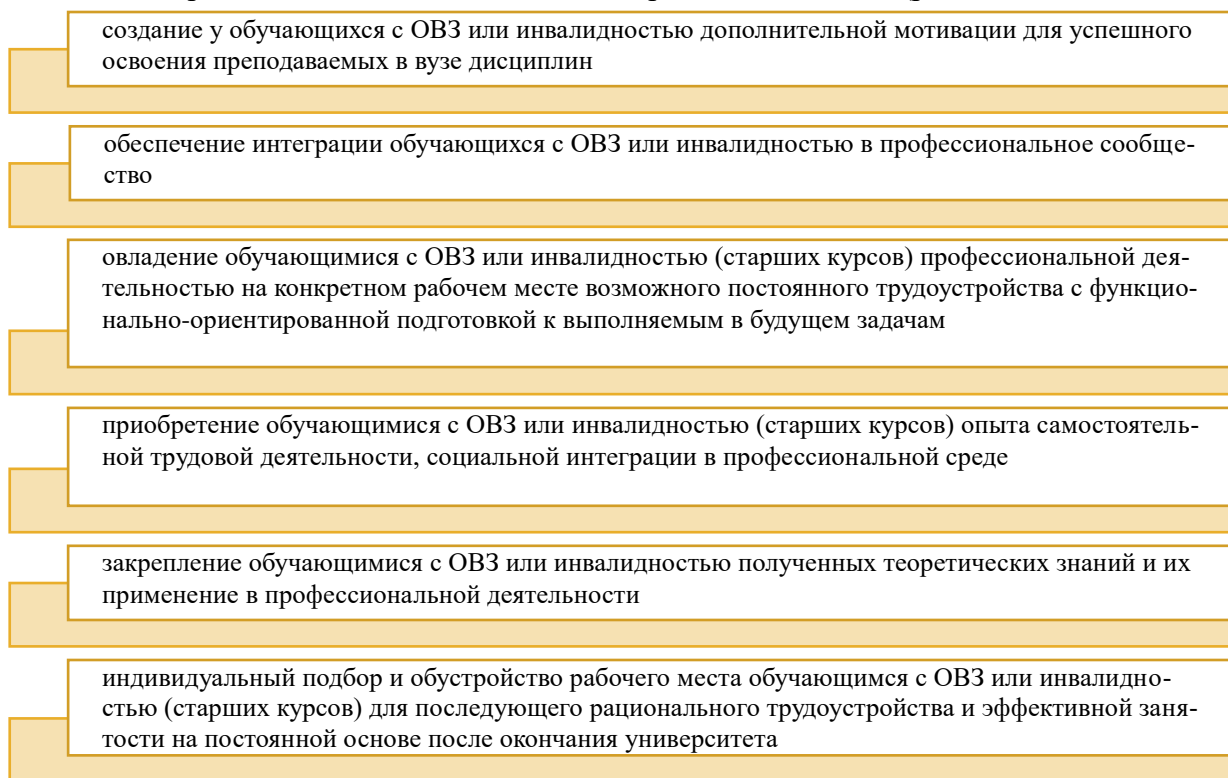 создание у обучающихся с ОВЗ или инвалидностью дополнительной мотивации для успешного
освоения преподаваемых в вузе дисциплин
обеспечение интеграции обучающихся с ОВЗ или инвалидностью в профессиональное сообще-
ство
овладение обучающимися с ОВЗ или инвалидностью (старших курсов) профессиональной дея-
тельностью на конкретном рабочем месте возможного постоянного трудоустройства с функцио-
нально-ориентированной подготовкой к выполняемым в будущем задачам
приобретение обучающимися с ОВЗ или инвалидностью (старших курсов) опыта самостоятель-
ной трудовой деятельности, социальной интеграции в профессиональной среде
закрепление обучающимися с ОВЗ или инвалидностью полученных теоретических знаний и их
применение в профессиональной деятельности
индивидуальный подбор и обустройство рабочего места обучающимся с ОВЗ или инвалидно-
стью (старших курсов) для последующего рационального трудоустройства и эффективной заня-
тости на постоянной основе после окончания университета